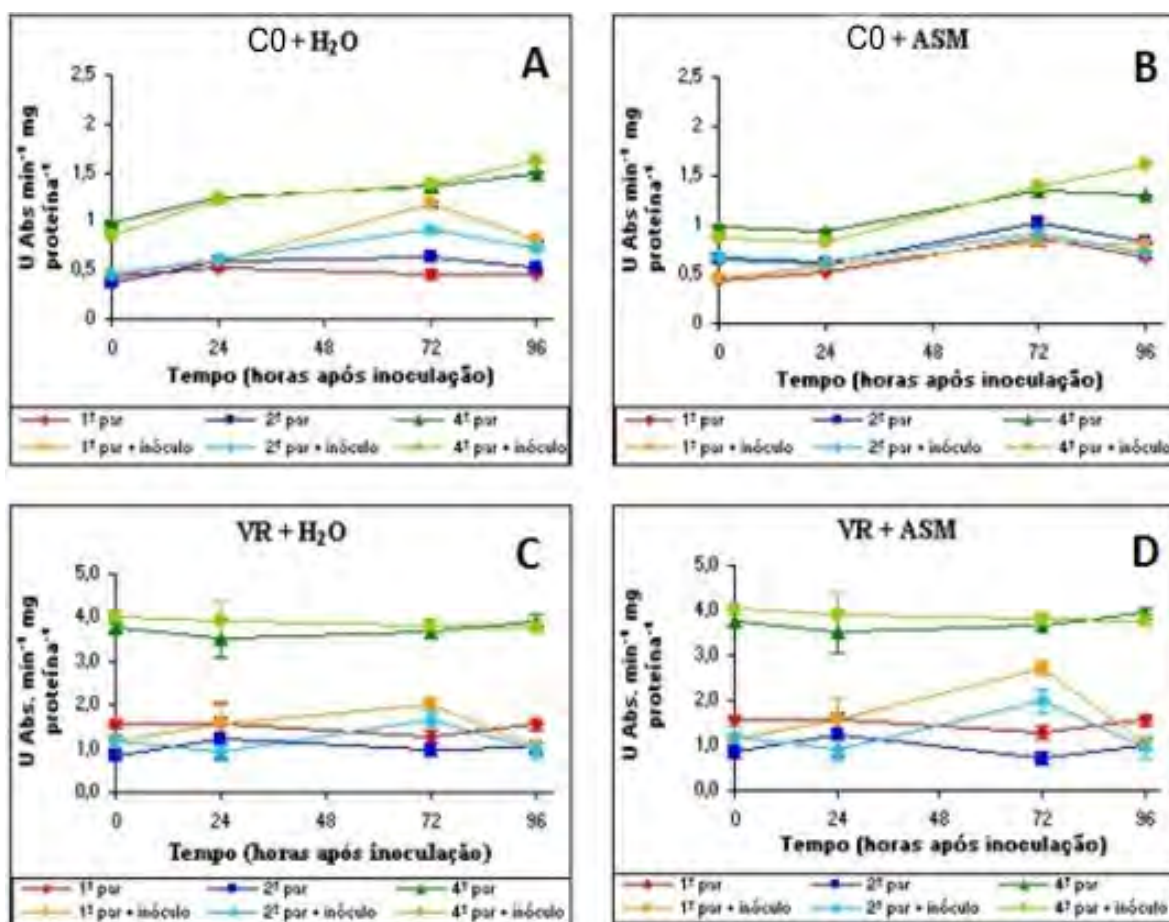 C0 + H₂O
A
U Abs min⁻¹ mg
proteína⁻¹
2,5
2
1,5
1
0,5
0
0 24 48 72 96
Tempo (horas após inoculação)
1º par 2º par 4º par
1º par + inóculo 2º par + inóculo 4º par + inóculo
C0 + ASM
B
U Abs min⁻¹ mg
proteína⁻¹
2,5
2
1,5
1
0,5
0
0 24 48 72 96
Tempo (horas após inoculação)
1º par 2º par 4º par
1º par + inóculo 2º par + inóculo 4º par + inóculo
VR + H₂O
C
U Abs. min⁻¹ mg
proteína⁻¹
5,0
4,0
3,0
2,0
1,0
0,0
0 24 48 72 96
Tempo (horas após inoculação)
1º par 2º par 4º par
1º par + inóculo 2º par + inóculo 4º par + inóculo
VR + ASM
D
U Abs. min⁻¹ mg
proteína⁻¹
5,0
4,0
3,0
2,0
1,0
0,0
0 24 48 72 96
Tempo (horas após inoculação)
1º par 2º par 4º par
1º par + inóculo 2º par + inóculo 4º par + inóculo